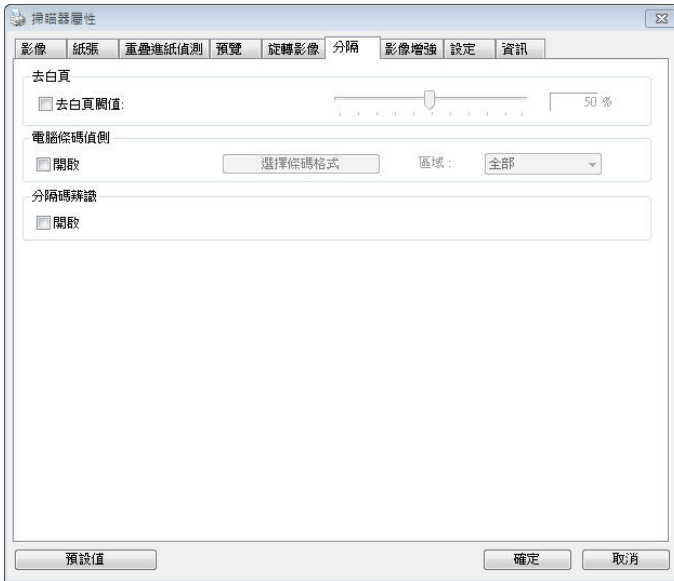 掃瞄器屬性
影像 紙張 重疊進紙偵測 預覽 旋轉影像 分隔 影像增強 設定 資訊
去白頁
去白頁闕值: 50 %
電腦條碼偵側
開啟 選擇條碼格式 區域: 全部
分隔碼辨識
開啟
預設值 確定 取消